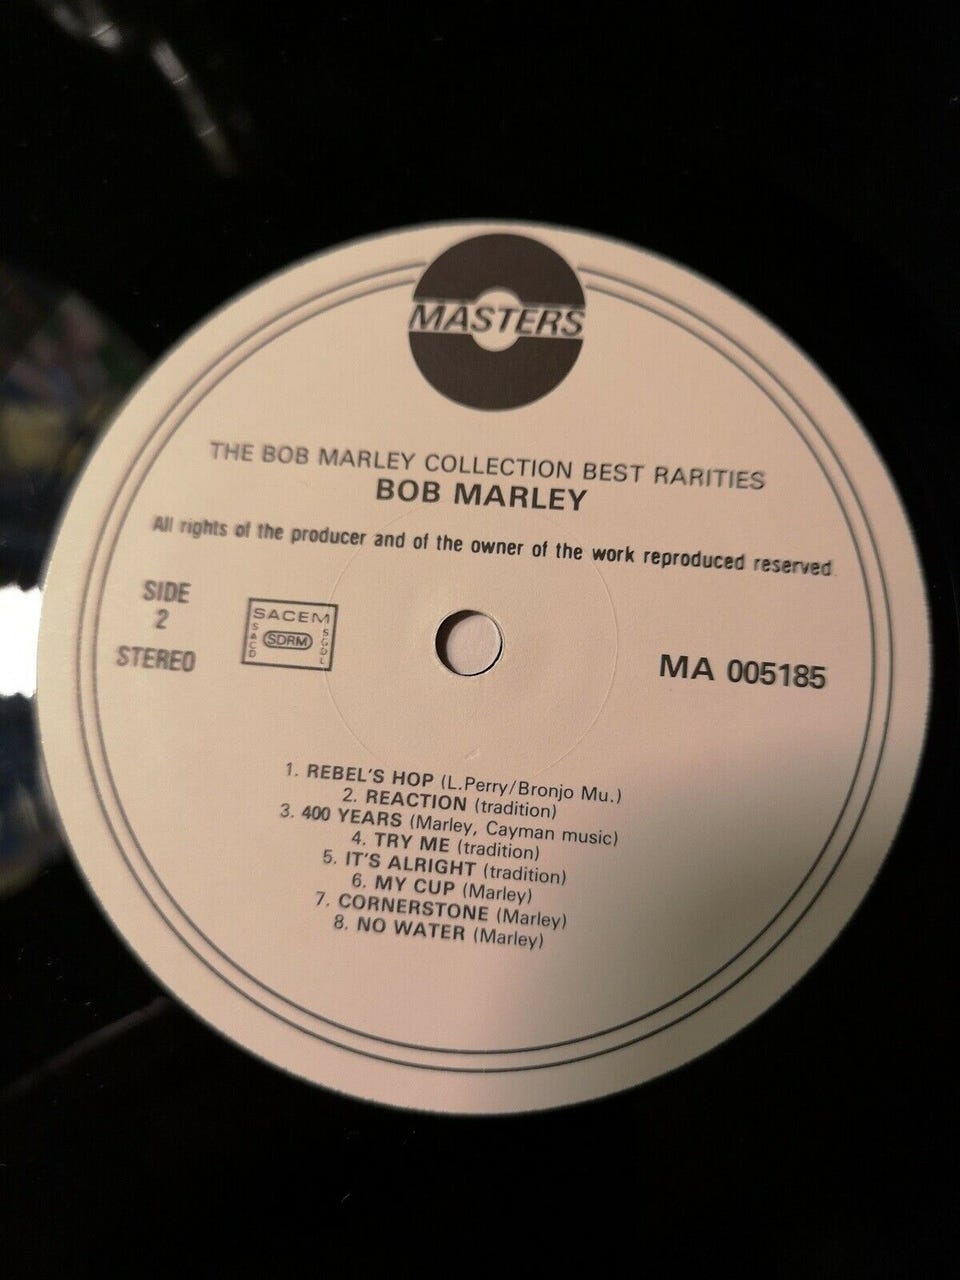 MASTERS
THE BOB MARLEY COLLECTION BEST RARITIES
BOB MARLEY
All rights of the producer and of the owner of the work reproduced reserved.
SIDE
2
STEREO
SACEM
SACD
SDRM
SGDL
MA 005185
1. REBEL'S HOP (L.Perry/Bronjo Mu.)
2. REACTION (tradition)
3. 400 YEARS (Marley, Cayman music)
4. TRY ME (tradition)
5. IT'S ALRIGHT (tradition)
6. MY CUP (Marley)
7. CORNERSTONE (Marley)
8. NO WATER (Marley)